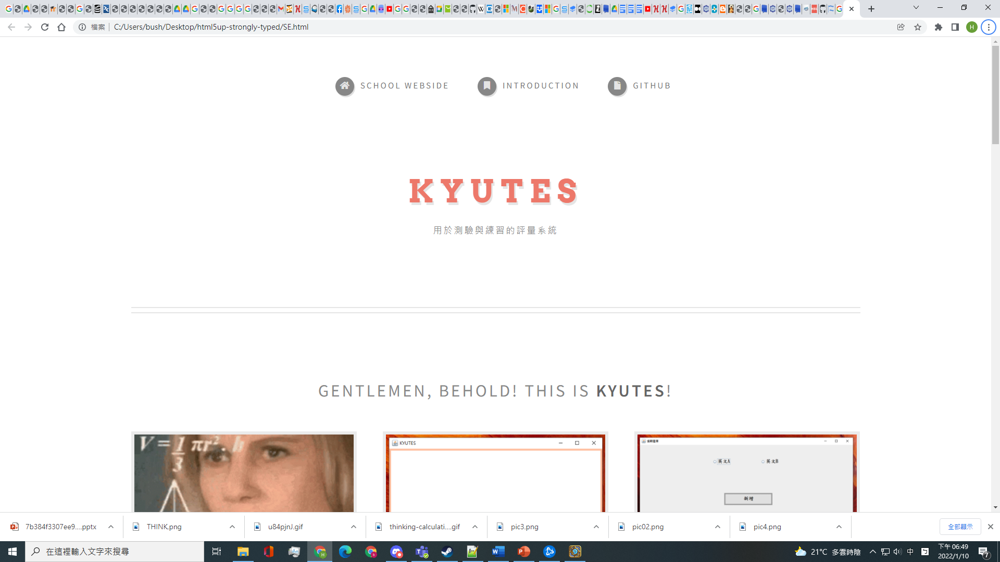 檔案 C:/Users/bush/Desktop/html5up-strongly-typed/SE.html
H
SCHOOL WEBSIDE INTRODUCTION GITHUB
KYUTES
用於測驗與練習的評量系統
GENTLEMEN, BEHOLD! THIS IS KYUTES!
V = 1/3 πr². h
KYUTES
英文A 英文B
新增
7b384f3307ee9....pptx THINK.png u84pjnJ.gif thinking-calculati....gif pic3.png pic02.png pic4.png 全部顯示
在這裡輸入文字來搜尋
21°C 多雲時陰 中
下午 06:49
2022/1/10
7